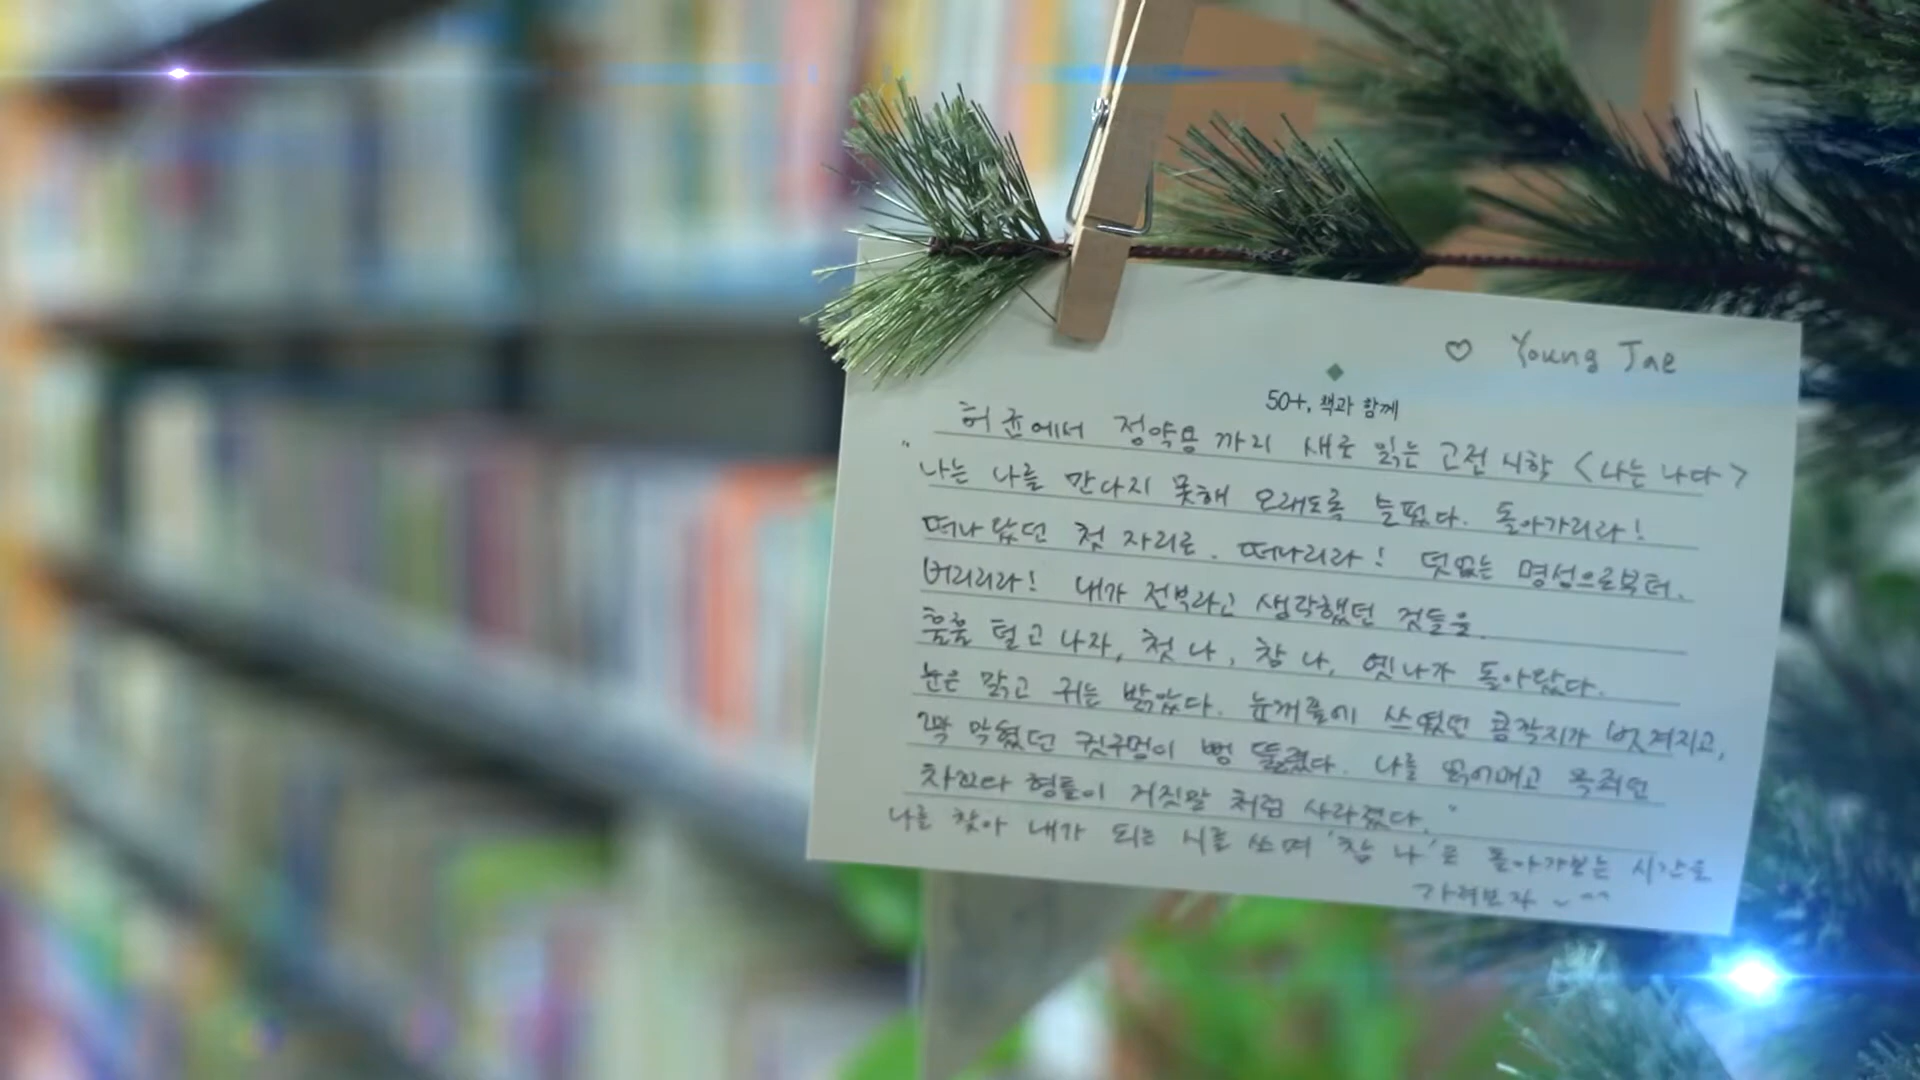 ♡ Young Jae
50+, 책과 함께
허균에서 정약용까지 새로 읽는 고전 시학 <나는 나다>
"나는 나를 만나지 못해 오래도록 슬펐다. 돌아가리라!
떠나왔던 첫 자리로. 떠나리라! 덧없는 명성으로부터.
버리리라! 내가 전부라고 생각했던 것들을.
훌훌 털고 나자, 첫 나, 참 나, 옛 나가 돌아왔다.
눈은 맑고 귀는 밝았다. 눈꺼풀에 쓰였던 콩깍지가 벗겨지고,
꽉 막혔던 귓구멍이 뻥 뚫렸다. 나를 얽어매고 옥죄던
차꼬와 형틀이 거짓말처럼 사라졌다."
나를 찾아 내가 되는 시를 쓰며 '참 나'로 돌아가보는 시간을
가져보자 ~^^